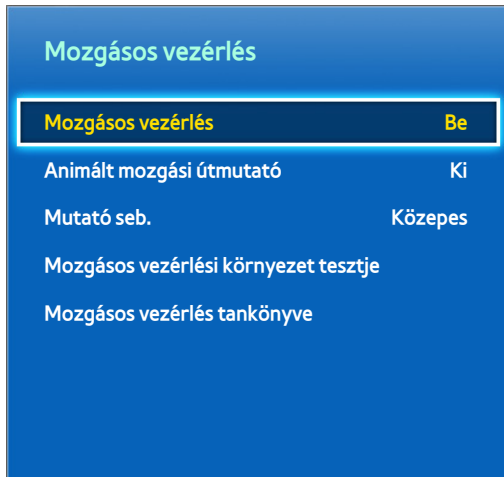 Mozgásos vezérlés
Mozgásos vezérlés Be
Animált mozgási útmutató Ki
Mutató seb. Közepes
Mozgásos vezérlési környezet tesztje
Mozgásos vezérlés tankönyve